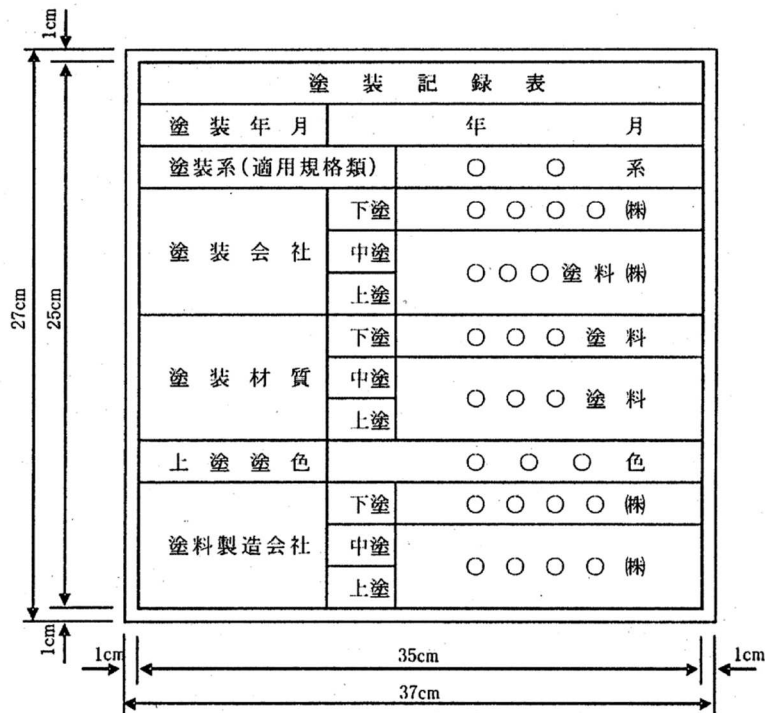 1cm
塗装記録表
塗装年月 年 月
塗装系(適用規格類) ○ ○ 系
塗装会社 下塗 ○○○○㈱
中塗 ○○○塗料㈱
上塗
塗装材質 下塗 ○○○塗料
中塗 ○○○塗料
上塗
上塗塗色 ○○○色
塗料製造会社 下塗 ○○○○㈱
中塗 ○○○○㈱
上塗
27cm
25cm
1cm
1cm
35cm
1cm
37cm